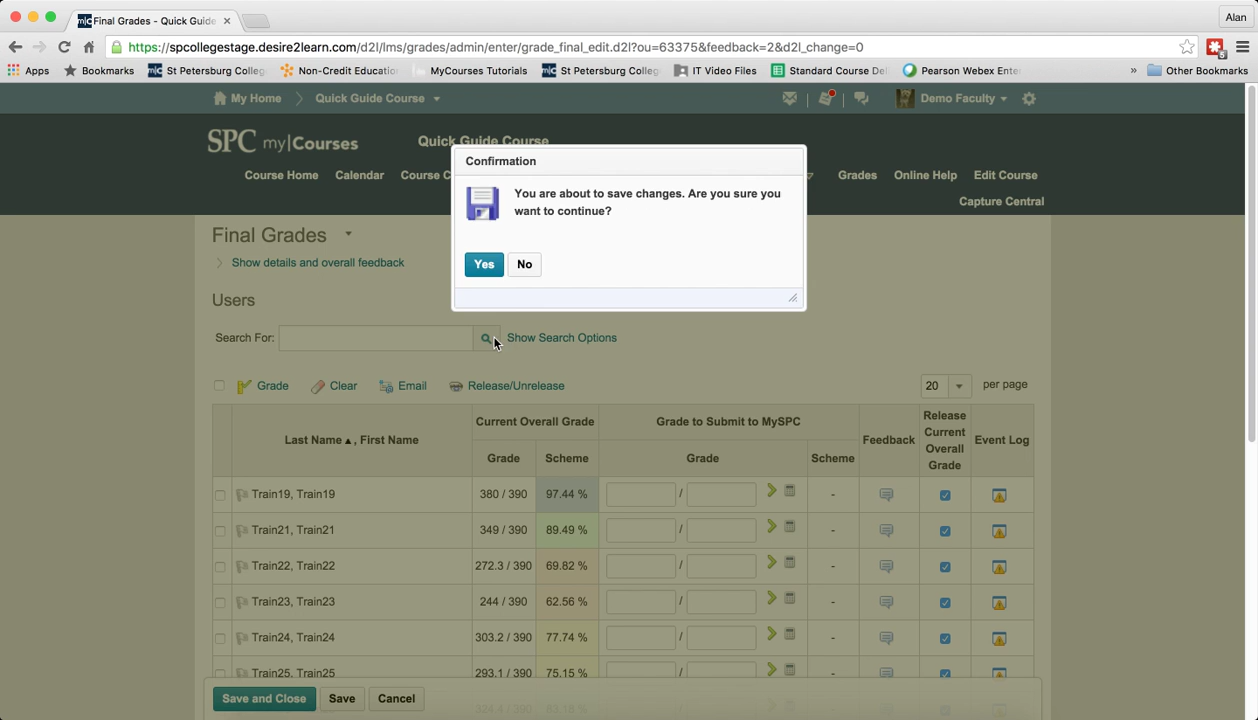 Final Grades - Quick Guide
Alan
https://spcollegestage.desire2learn.com/d2l/lms/grades/admin/enter/grade_final_edit.d2l?ou=63375&feedback=2&d2l_change=0
5
Apps Bookmarks St Petersburg Colleg Non-Credit Educatio MyCourses Tutorials St Petersburg Colleg IT Video Files Standard Course De Pearson Webex Ente » Other Bookmarks
My Home Quick Guide Course Demo Faculty
SPC my|Courses Quick Guide Course
Course Home Calendar Course C Grades Online Help Edit Course
Capture Central
Confirmation
You are about to save changes. Are you sure you
want to continue?
Yes No
Final Grades
Show details and overall feedback
Users
Search For: Show Search Options
Grade Clear Email Release/Unrelease 20 per page
Last Name ▲, First Name Current Overall Grade Grade to Submit to MySPC Feedback Release Current Overall Grade Event Log
Grade Scheme Grade Scheme
Train19, Train19 380 / 390 97.44 % / -
Train21, Train21 349 / 390 89.49 % / -
Train22, Train22 272.3 / 390 69.82 % / -
Train23, Train23 244 / 390 62.56 % / -
Train24, Train24 303.2 / 390 77.74 % / -
Train25, Train25 293.1 / 390 75.15 % / -
Save and Close Save Cancel